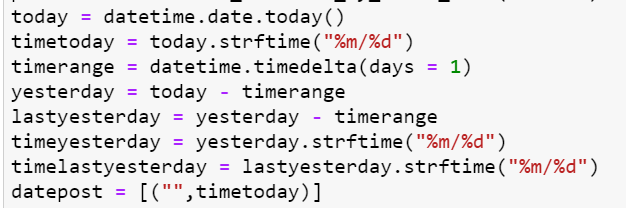 today = datetime.date.today()
timetoday = today.strftime("%m/%d")
timerange = datetime.timedelta(days = 1)
yesterday = today - timerange
lastyesterday = yesterday - timerange
timeyesterday = yesterday.strftime("%m/%d")
timelastyesterday = lastyesterday.strftime("%m/%d")
datepost = [("",timetoday)]